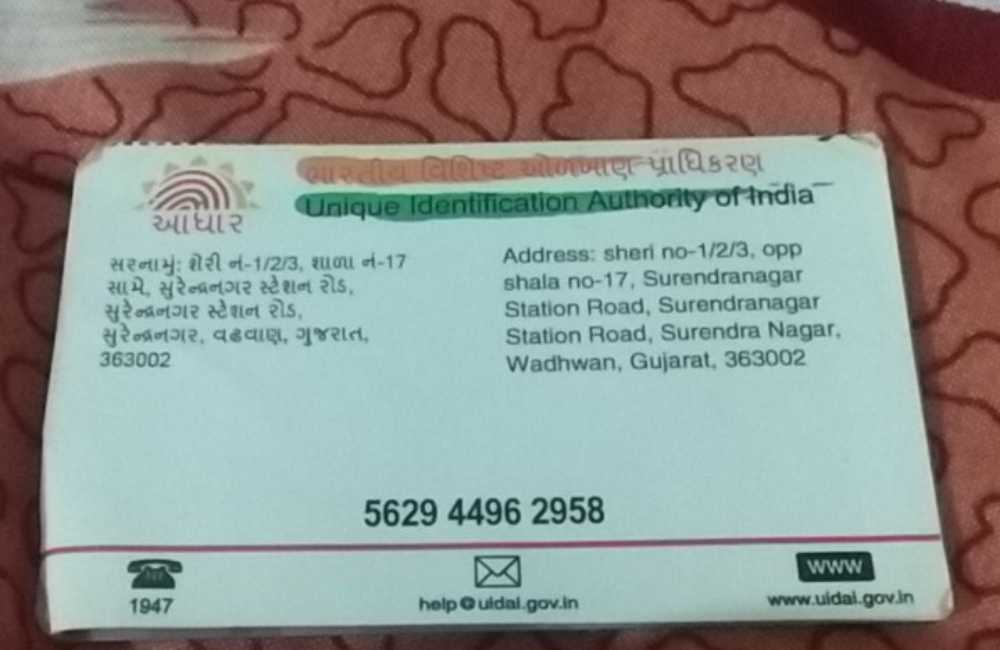 ભારતીય વિશિષ્ટ ઓળખાણ પ્રાધિકરણ
Unique Identification Authority of India
આધાર
સરનામું: શેરી નં-1/2/3, શાળા નં-17
સામે, સુરેન્દ્રનગર સ્ટેશન રોડ,
સુરેન્દ્રનગર સ્ટેશન રોડ,
સુરેન્દ્રનગર, વઢવાણ, ગુજરાત,
363002
Address: sheri no-1/2/3, opp
shala no-17, Surendranagar
Station Road, Surendranagar
Station Road, Surendra Nagar,
Wadhwan, Gujarat, 363002
5629 4496 2958
1947
help@uidai.gov.in
WWW
www.uidai.gov.in